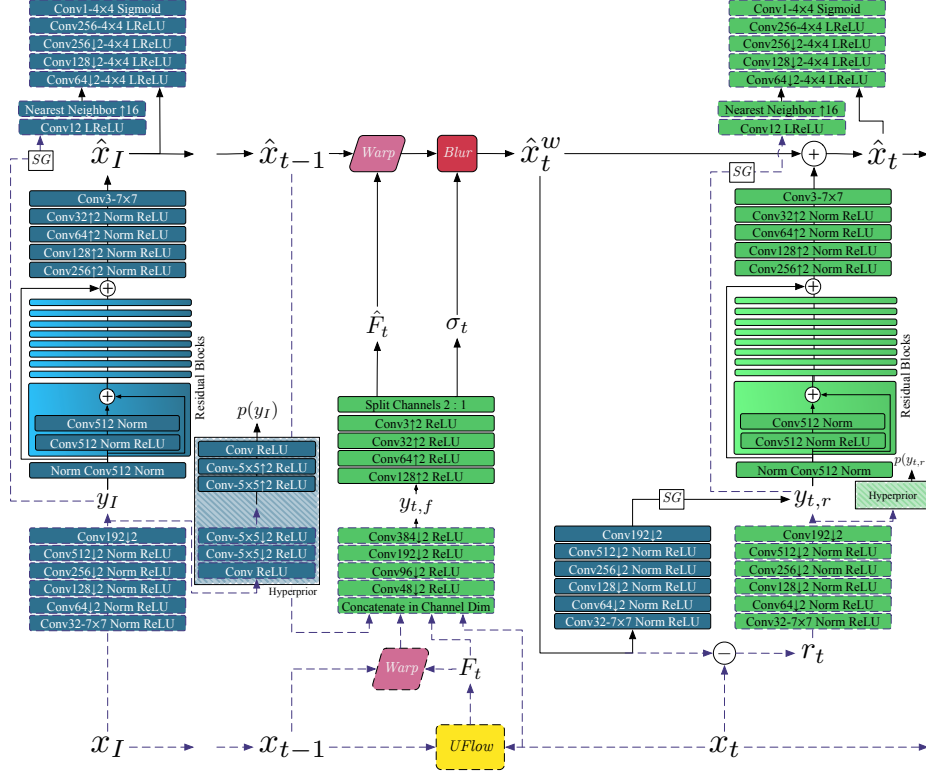 Conv1-4×4 Sigmoid
Conv256-4×4 LReLU
Conv256↓2-4×4 LReLU
Conv128↓2-4×4 LReLU
Conv64↓2-4×4 LReLU
Nearest Neighbor ↑16
Conv12 LReLU
SG
x̂_I
Conv3-7×7
Conv32↑2 Norm ReLU
Conv64↑2 Norm ReLU
Conv128↑2 Norm ReLU
Conv256↑2 Norm ReLU
+
Residual Blocks
+
Conv512 Norm
Conv512 Norm ReLU
Norm Conv512 Norm
y_I
Conv192↓2
Conv512↓2 Norm ReLU
Conv256↓2 Norm ReLU
Conv128↓2 Norm ReLU
Conv64↓2 Norm ReLU
Conv32-7×7 Norm ReLU
x_I
p(y_I)
Conv ReLU
Conv-5×5↑2 ReLU
Conv-5×5↑2 ReLU
Conv-5×5↓2 ReLU
Conv-5×5↓2 ReLU
Conv ReLU
Hyperprior
x̂_{t−1}
Warp
Blur
x̂_t^w
F̂_t
σ_t
Split Channels 2 : 1
Conv3↑2 ReLU
Conv32↑2 ReLU
Conv64↑2 ReLU
Conv128↑2 ReLU
y_{t,f}
Conv384↓2 ReLU
Conv192↓2 ReLU
Conv96↓2 ReLU
Conv48↓2 ReLU
Concatenate in Channel Dim
Warp
F_t
x_{t−1}
UFlow
x_t
SG
Conv192↓2
Conv512↓2 Norm ReLU
Conv256↓2 Norm ReLU
Conv128↓2 Norm ReLU
Conv64↓2 Norm ReLU
Conv32-7×7 Norm ReLU
−
r_t
Conv1-4×4 Sigmoid
Conv256-4×4 LReLU
Conv256↓2-4×4 LReLU
Conv128↓2-4×4 LReLU
Conv64↓2-4×4 LReLU
Nearest Neighbor ↑16
Conv12 LReLU
SG
+
x̂_t
Conv3-7×7
Conv32↑2 Norm ReLU
Conv64↑2 Norm ReLU
Conv128↑2 Norm ReLU
Conv256↑2 Norm ReLU
+
Residual Blocks
+
Conv512 Norm
Conv512 Norm ReLU
Norm Conv512 Norm
p(y_{t,r}
y_{t,r}
Hyperprior
Conv192↓2
Conv512↓2 Norm ReLU
Conv256↓2 Norm ReLU
Conv128↓2 Norm ReLU
Conv64↓2 Norm ReLU
Conv32-7×7 Norm ReLU